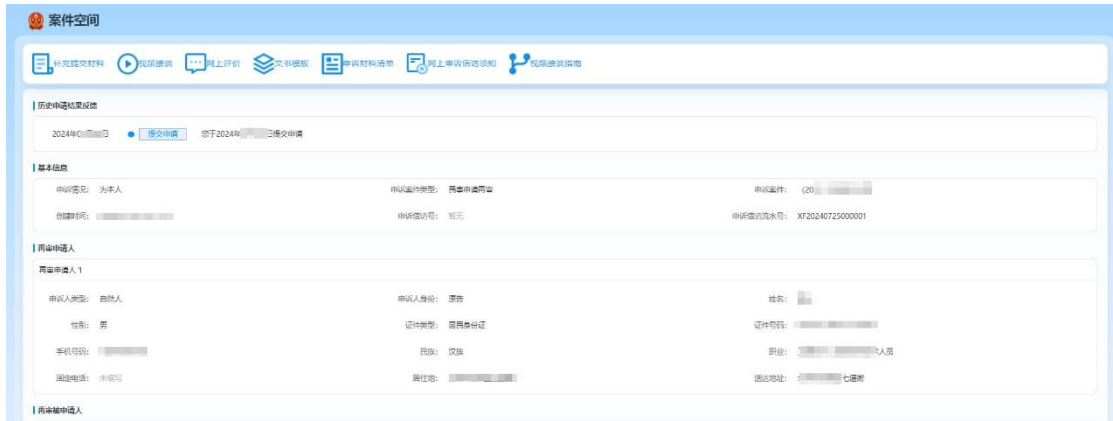 案件空间
补充提交材料 视频接谈 网上评价 文书模板 申诉材料清单 网上申诉信访须知 视频接谈指南
历史申请结果反馈
2024年 日 提交申请 您于2024年 日提交申请
基本信息
申诉情况: 为本人 申诉案件类型: 民事申请再审 申诉案件: (20
创建时间: 申诉信访号: 暂无 申诉信访流水号: XF20240725000001
再审申请人
再审申请人 1
申诉人类型: 自然人 申诉人身份: 原告 姓名:
性别: 男 证件类型: 居民身份证 证件号码:
手机号码: 民族: 汉族 职业: 人员
固定电话: 未填写 居住地: 送达地址: 七道街
再审被申请人